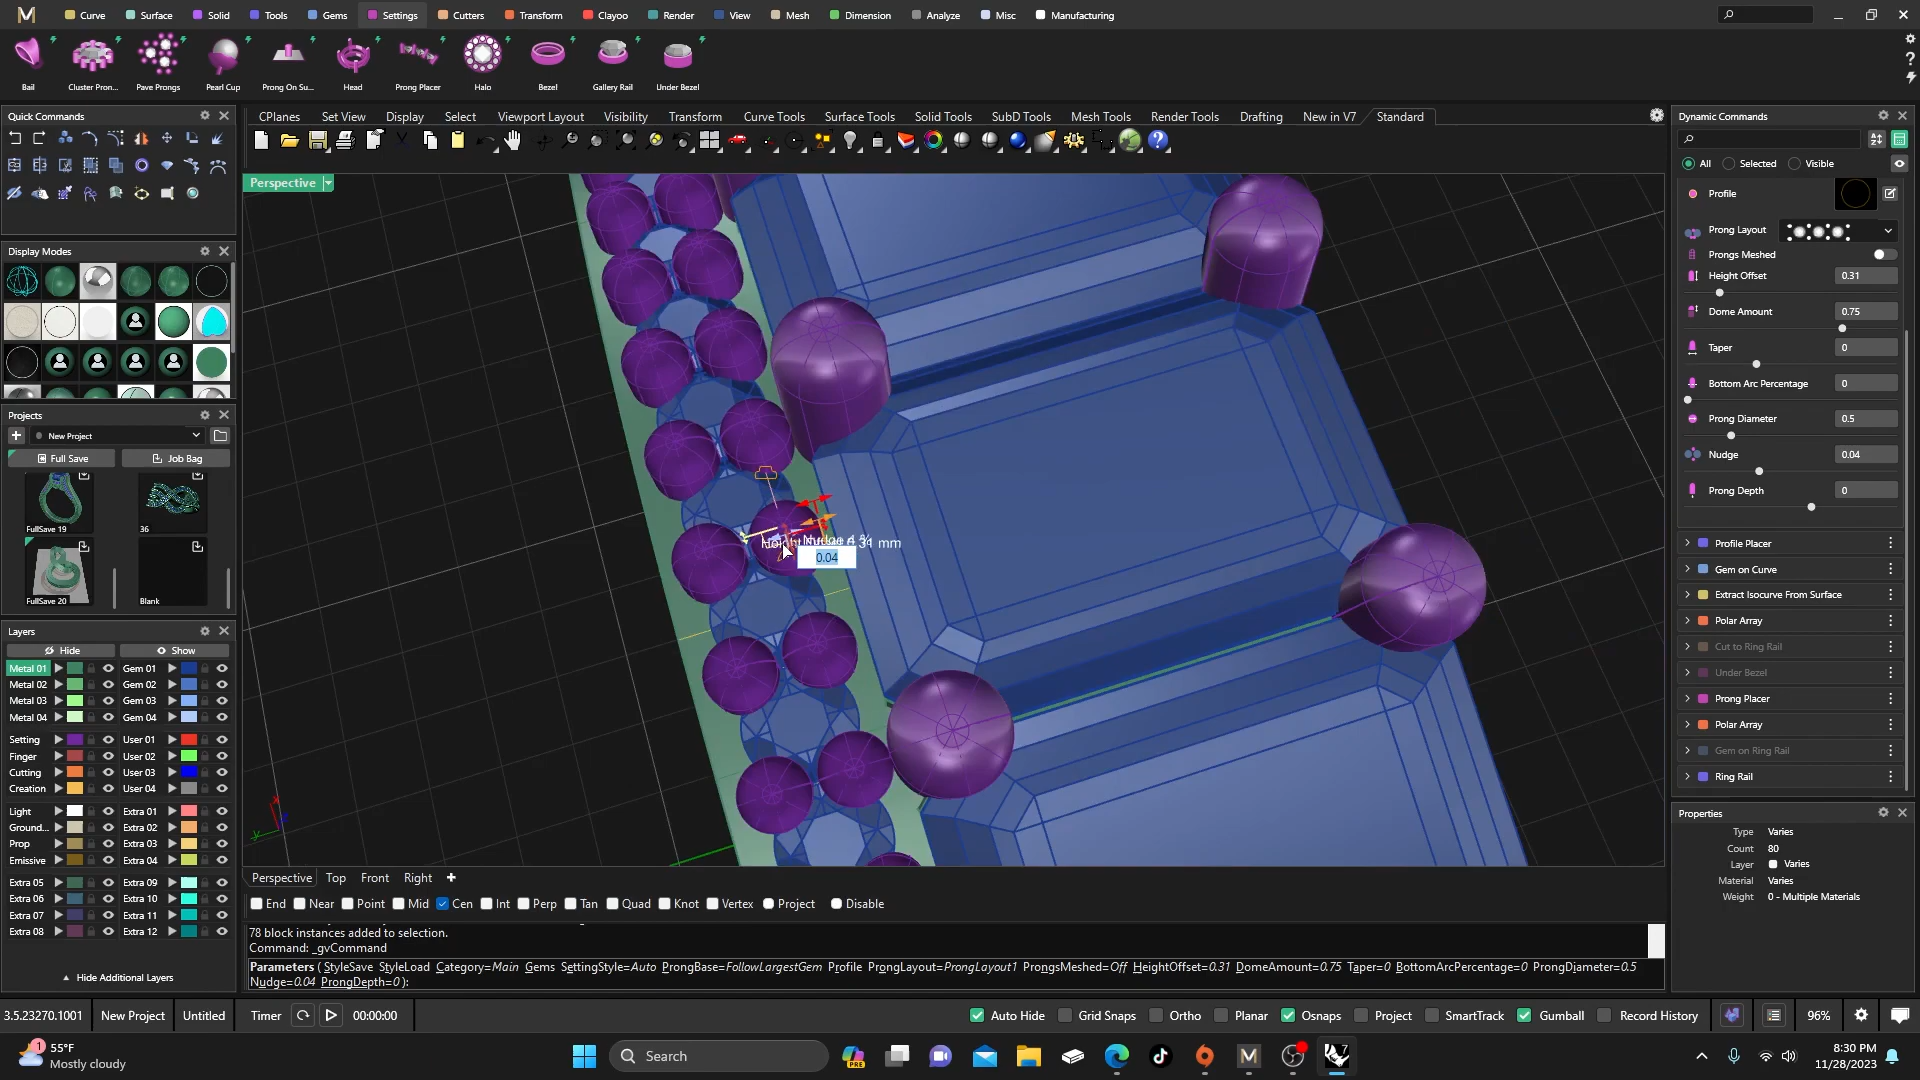 Curve Surface Solid Tools Gems Settings Cutters Transform Clayoo Render View Mesh Dimension Analyze Misc Manufacturing
Bail Cluster Pron... Pave Prongs Pearl Cup Prong On Su... Head Prong Placer Halo Bezel Gallery Rail Under Bezel
Quick Commands
CPlanes Set View Display Select Viewport Layout Visibility Transform Curve Tools Surface Tools Solid Tools SubD Tools Mesh Tools Render Tools Drafting New in V7 Standard
Dynamic Commands
All Selected Visible
Perspective
Profile
Prong Layout
Prongs Meshed
Height Offset 0.31
Dome Amount 0.75
Taper 0
Bottom Arc Percentage 0
Prong Diameter 0.5
Nudge 0.04
Prong Depth 0
Profile Placer
Gem on Curve
Extract Isocurve From Surface
Polar Array
Cut to Ring Rail
Under Bezel
Prong Placer
Polar Array
Gem on Ring Rail
Ring Rail
Display Modes
Projects
New Project
Full Save Job Bag
FullSave 19 36
FullSave 20 Blank
0.04
Layers
Hide Show
Metal 01 Gem 01
Metal 02 Gem 02
Metal 03 Gem 03
Metal 04 Gem 04
Setting User 01
Finger User 02
Cutting User 03
Creation User 04
Light Extra 01
Ground... Extra 02
Prop Extra 03
Emissive Extra 04
Extra 05 Extra 09
Extra 06 Extra 10
Extra 07 Extra 11
Extra 08 Extra 12
Hide Additional Layers
Properties
Type Varies
Count 80
Layer Varies
Material Varies
Weight 0 - Multiple Materials
Perspective Top Front Right
End Near Point Mid Cen Int Perp Tan Quad Knot Vertex Project Disable
78 block instances added to selection.
Command: _gvCommand
Parameters ( StyleSave StyleLoad Category=Main Gems SettingStyle=Auto ProngBase=FollowLargestGem Profile ProngLayout=ProngLayout1 ProngsMeshed=Off HeightOffset=0.31 DomeAmount=0.75 Taper=0 BottomArcPercentage=0 ProngDiameter=0.5
Nudge=0.04 ProngDepth=0 ):
3.5.23270.1001 New Project Untitled Timer 00:00:00 Auto Hide Grid Snaps Ortho Planar Osnaps Project SmartTrack Gumball Record History 96%
55°F
Mostly cloudy
Search
8:30 PM
11/28/2023